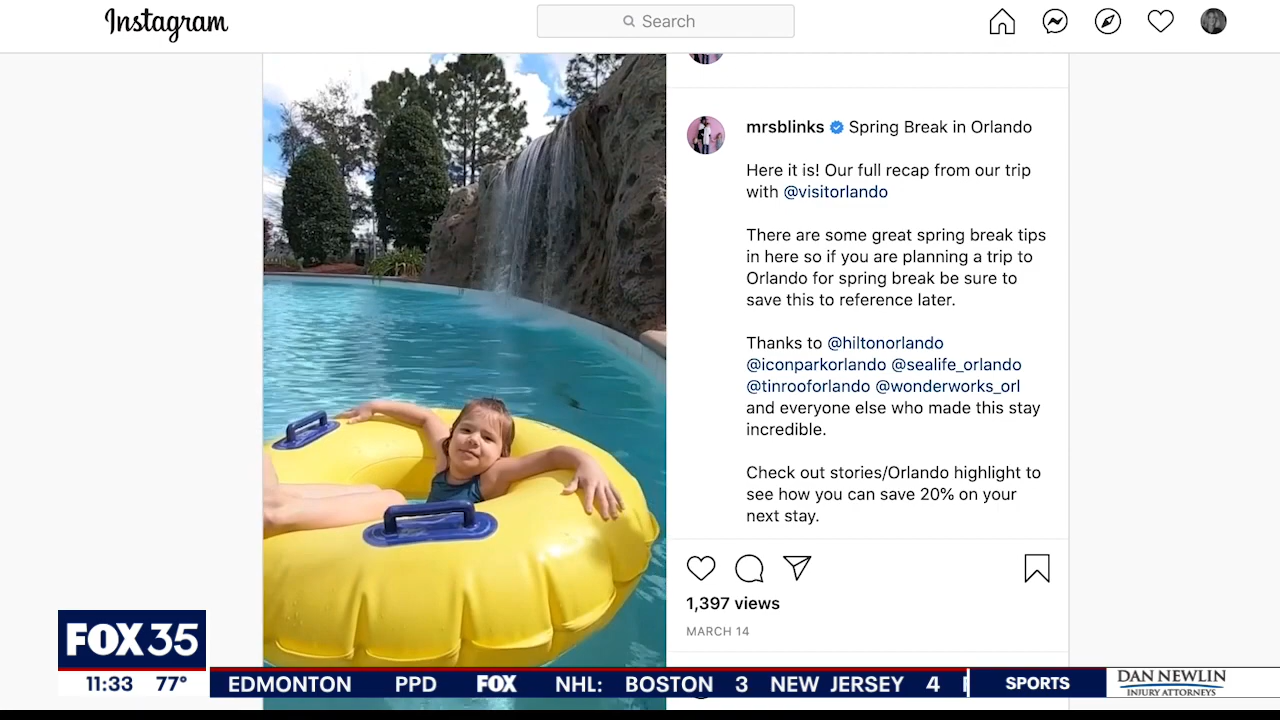 Instagram
Search
mrsblinks Spring Break in Orlando
Here it is! Our full recap from our trip
with @visitorlando
There are some great spring break tips
in here so if you are planning a trip to
Orlando for spring break be sure to
save this to reference later.
Thanks to @hiltonorlando
@iconparkorlando @sealife_orlando
@tinrooforlando @wonderworks_orl
and everyone else who made this stay
incredible.
Check out stories/Orlando highlight to
see how you can save 20% on your
next stay.
1,397 views
MARCH 14
FOX 35
11:33 77°
EDMONTON PPD FOX NHL: BOSTON 3 NEW JERSEY 4
SPORTS
DAN NEWLIN
INJURY ATTORNEYS